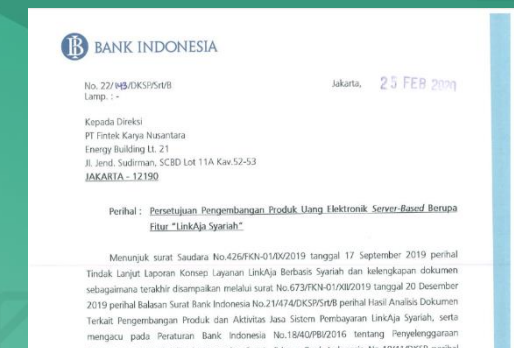 BANK INDONESIA
No. 22/143/DKSP/Srt/B
Jakarta, 25 FEB 2020
Lamp. : -
Kepada Direksi
PT Fintek Karya Nusantara
Energy Building Lt. 21
Jl. Jend. Sudirman, SCBD Lot 11A Kav.52-53
JAKARTA - 12190
Perihal : Persetujuan Pengembangan Produk Uang Elektronik Server-Based Berupa
Fitur "LinkAja Syariah"
Menunjuk surat Saudara No.426/FKN-01/IX/2019 tanggal 17 September 2019 perihal
Tindak Lanjut Laporan Konsep Layanan LinkAja Berbasis Syariah dan kelengkapan dokumen
sebagaimana terakhir disampaikan melalui surat No.673/FKN-01/XII/2019 tanggal 20 Desember
2019 perihal Balasan Surat Bank Indonesia No.21/474/DKSP/Srt/B perihal Hasil Analisis Dokumen
Terkait Pengembangan Produk dan Aktivitas Jasa Sistem Pembayaran LinkAja Syariah, serta
mengacu pada Peraturan Bank Indonesia No.18/40/PBI/2016 tentang Penyelenggaraan